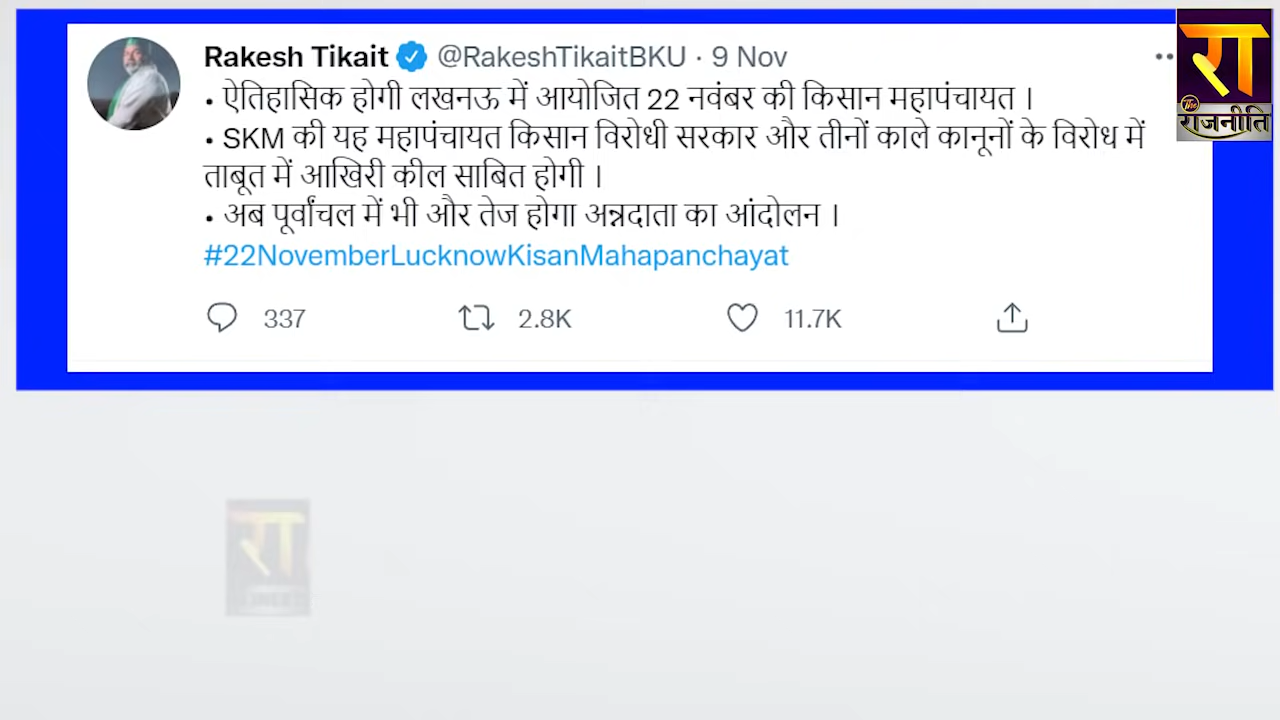 Rakesh Tikait @RakeshTikaitBKU · 9 Nov
• ऐतिहासिक होगी लखनऊ में आयोजित 22 नवंबर की किसान महापंचायत ।
• SKM की यह महापंचायत किसान विरोधी सरकार और तीनों काले कानूनों के विरोध में
ताबूत में आखिरी कील साबित होगी ।
• अब पूर्वांचल में भी और तेज होगा अन्नदाता का आंदोलन ।
#22NovemberLucknowKisanMahapanchayat
337 2.8K 11.7K
रा
The
राजनीति
रा